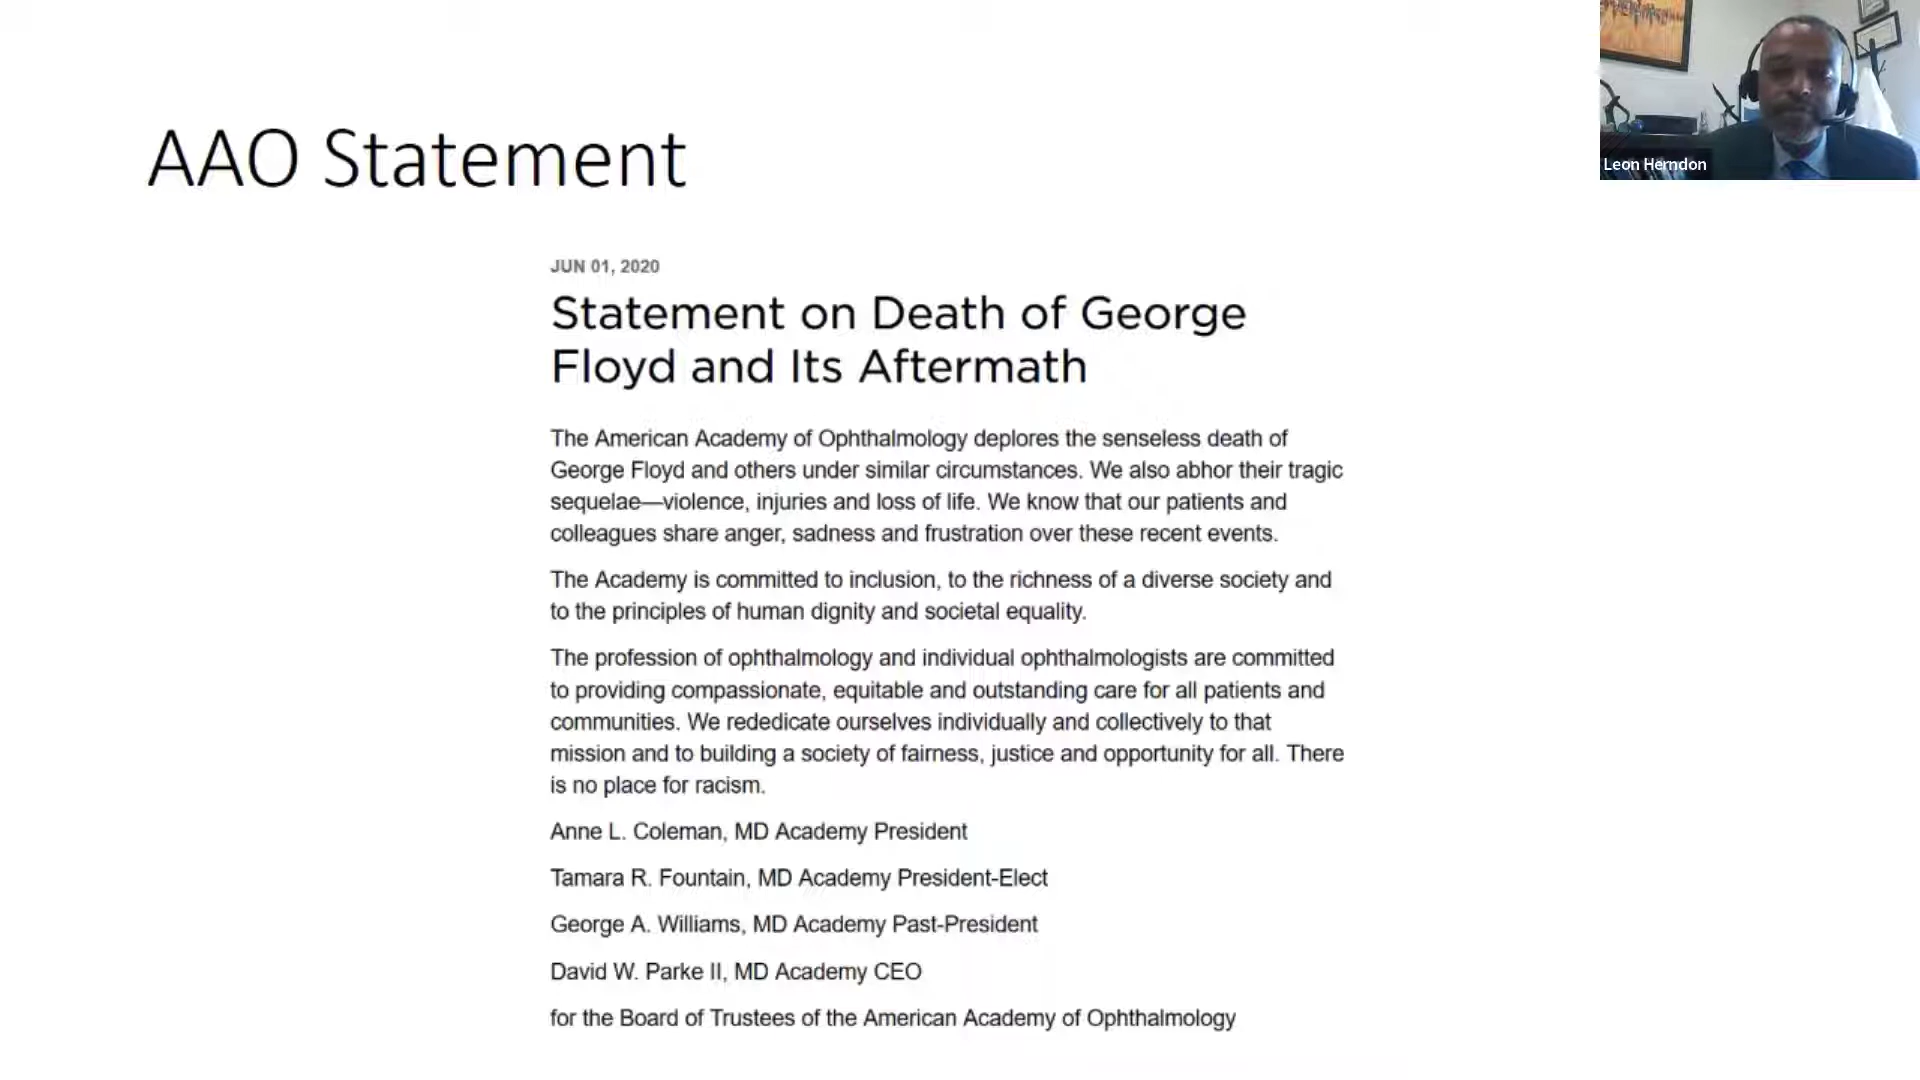 AAO Statement
Leon Herndon
JUN 01, 2020
Statement on Death of George
Floyd and Its Aftermath
The American Academy of Ophthalmology deplores the senseless death of
George Floyd and others under similar circumstances. We also abhor their tragic
sequelae—violence, injuries and loss of life. We know that our patients and
colleagues share anger, sadness and frustration over these recent events.
The Academy is committed to inclusion, to the richness of a diverse society and
to the principles of human dignity and societal equality.
The profession of ophthalmology and individual ophthalmologists are committed
to providing compassionate, equitable and outstanding care for all patients and
communities. We rededicate ourselves individually and collectively to that
mission and to building a society of fairness, justice and opportunity for all. There
is no place for racism.
Anne L. Coleman, MD Academy President
Tamara R. Fountain, MD Academy President-Elect
George A. Williams, MD Academy Past-President
David W. Parke II, MD Academy CEO
for the Board of Trustees of the American Academy of Ophthalmology